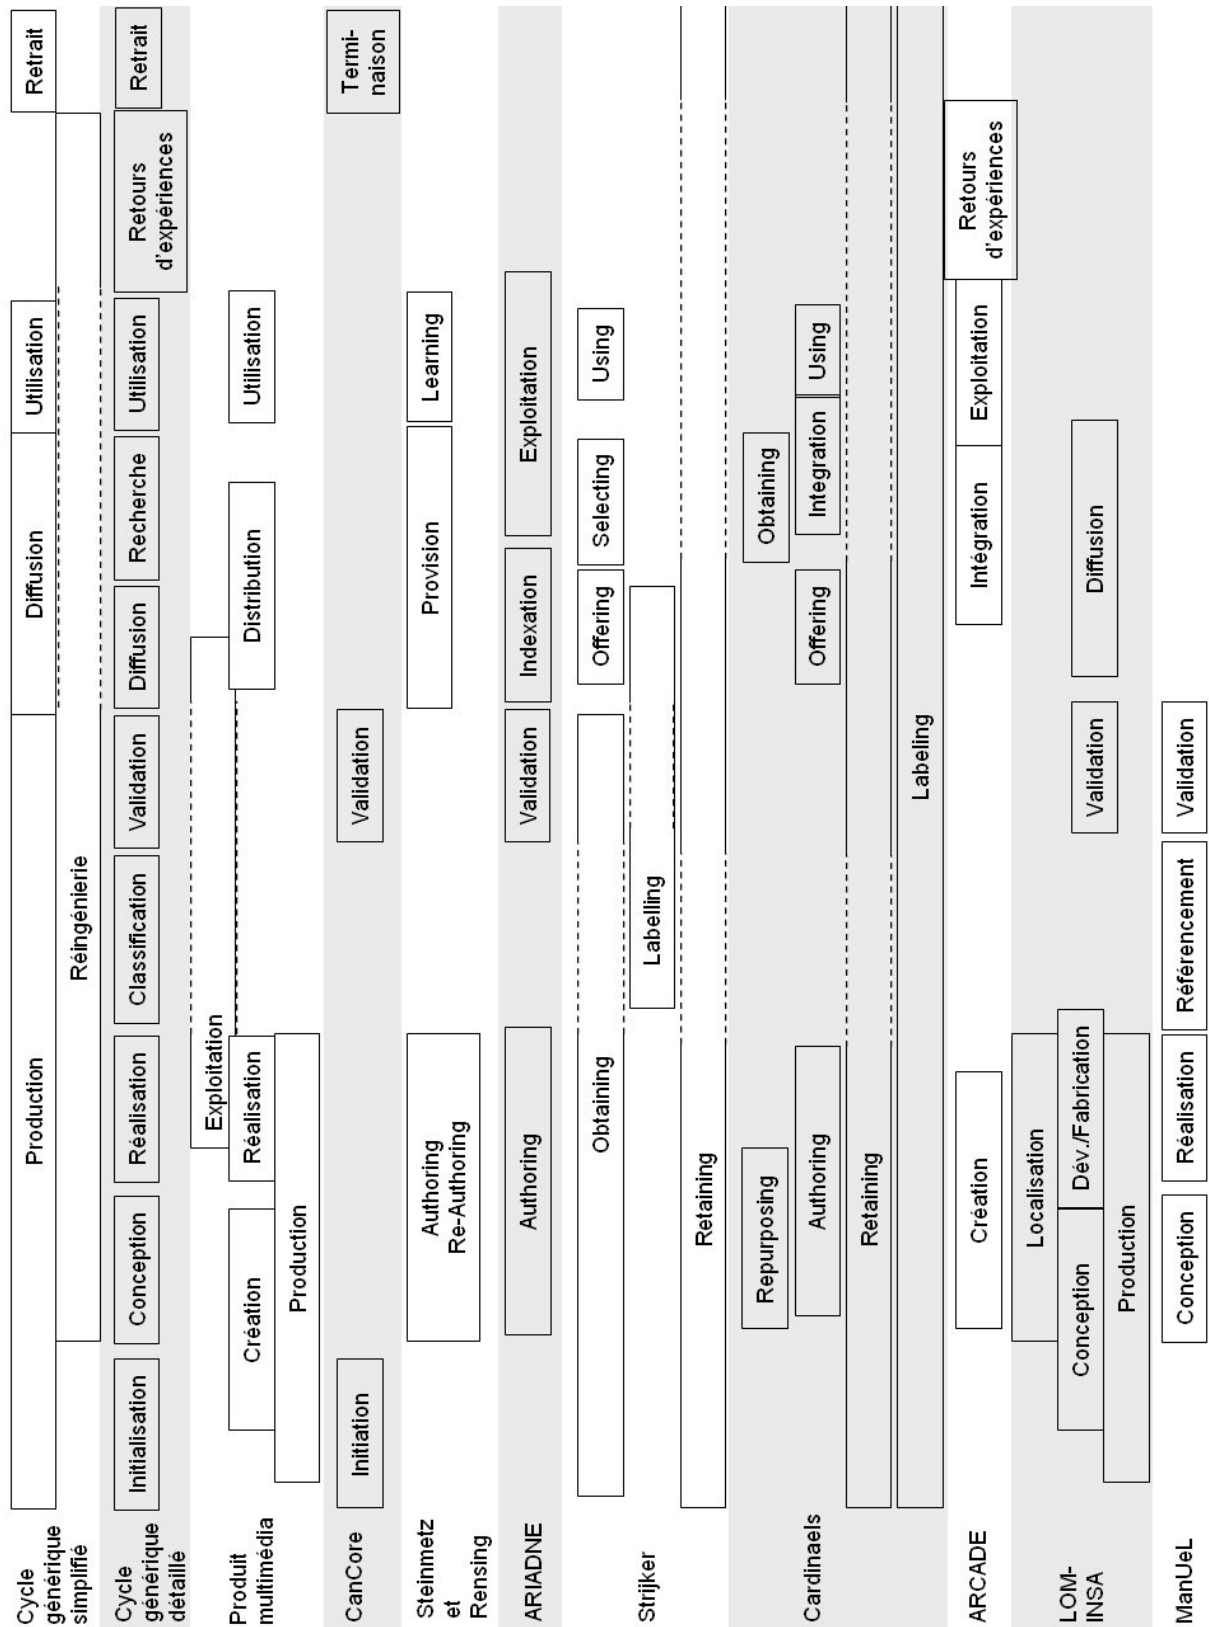 Cycle
générique
simplifié
Production
Diffusion
Utilisation
Retrait
Réingénierie
Cycle
générique
détaillé
Initialisation
Conception
Réalisation
Classification
Validation
Diffusion
Recherche
Utilisation
Retours
d'expériences
Retrait
Produit
multimédia
Exploitation
Création
Réalisation
Distribution
Utilisation
Production
CanCore
Initiation
Validation
Termi-
naison
Steinmetz
et
Rensing
Authoring
Re-Authoring
Provision
Learning
ARIADNE
Authoring
Validation
Indexation
Exploitation
Strijker
Obtaining
Offering
Selecting
Using
Labelling
Retaining
Cardinaels
Repurposing
Obtaining
Authoring
Offering
Integration
Using
Retaining
Labeling
ARCADE
Création
Intégration
Exploitation
Retours
d'expériences
LOM-
INSA
Localisation
Conception
Dév./Fabrication
Validation
Diffusion
Production
ManUeL
Conception
Réalisation
Référencement
Validation